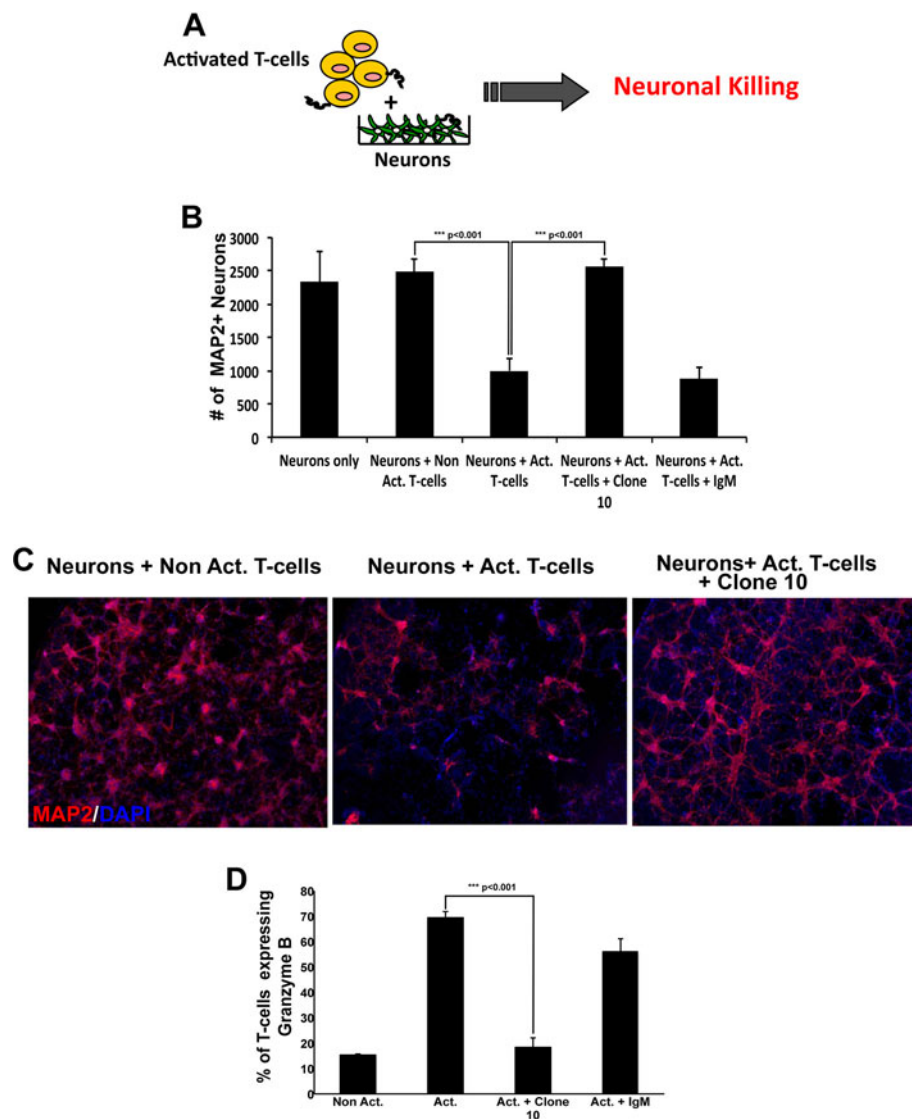 A
Activated T-cells
+
Neurons
Neuronal Killing
B
# of MAP2+ Neurons
3000
2500
2000
1500
1000
500
0
*** p<0.001
*** p<0.001
Neurons only
Neurons + Non
Act. T-cells
Neurons + Act.
T-cells
Neurons + Act.
T-cells + Clone
10
Neurons + Act.
T-cells + IgM
C
Neurons + Non Act. T-cells
Neurons + Act. T-cells
Neurons+ Act. T-cells
+ Clone 10
MAP2/DAPI
D
% of T-cells expressing
Granzyme B
80
70
60
50
40
30
20
10
0
*** p<0.001
Non Act.
Act.
Act. + Clone
10
Act. + IgM